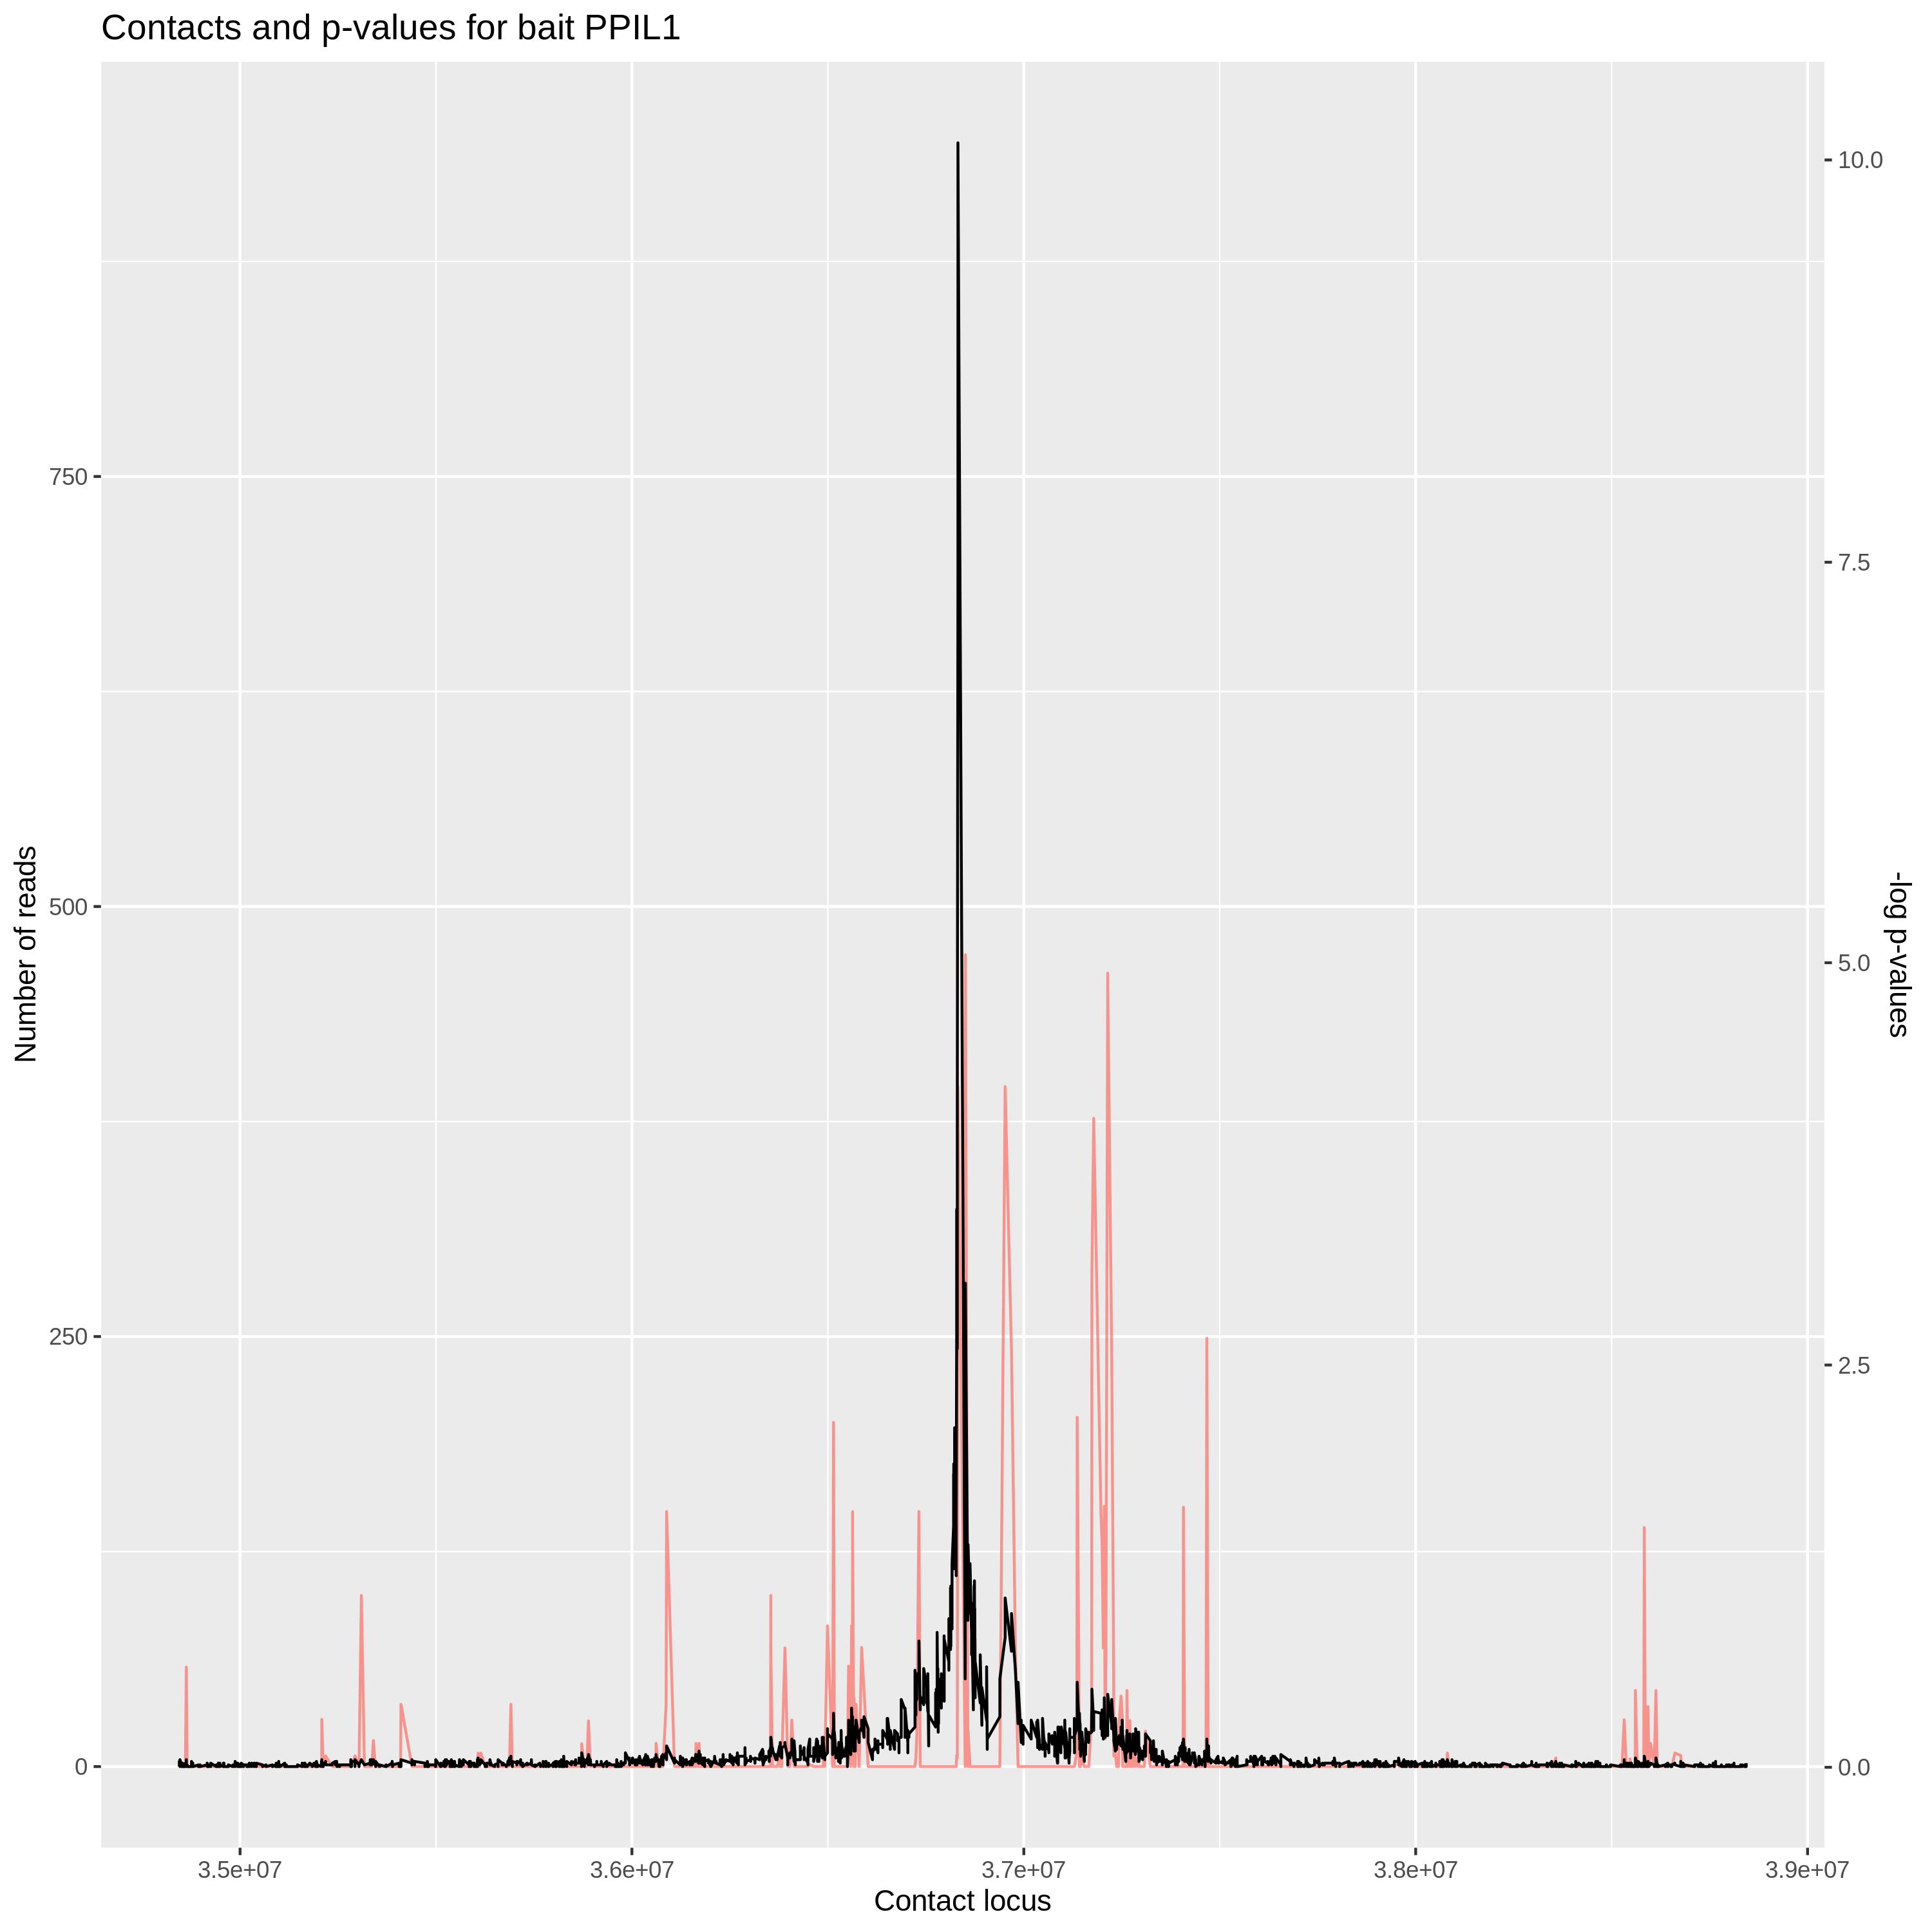 Contacts and p-values for bait PPIL1
Number of reads
750
500
250
0
10.0
7.5
5.0
2.5
0.0
-log p-values
3.5e+07
3.6e+07
3.7e+07
3.8e+07
3.9e+07
Contact locus